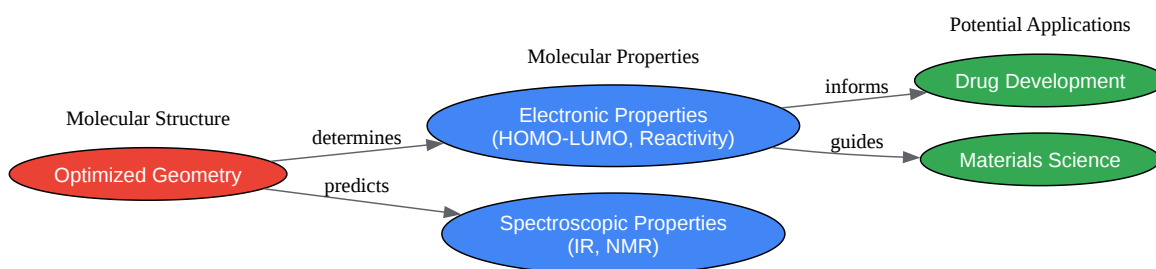 Molecular Structure
Optimized Geometry
determines
predicts
Molecular Properties
Electronic Properties
(HOMO-LUMO, Reactivity)
Spectroscopic Properties
(IR, NMR)
informs
guides
Potential Applications
Drug Development
Materials Science